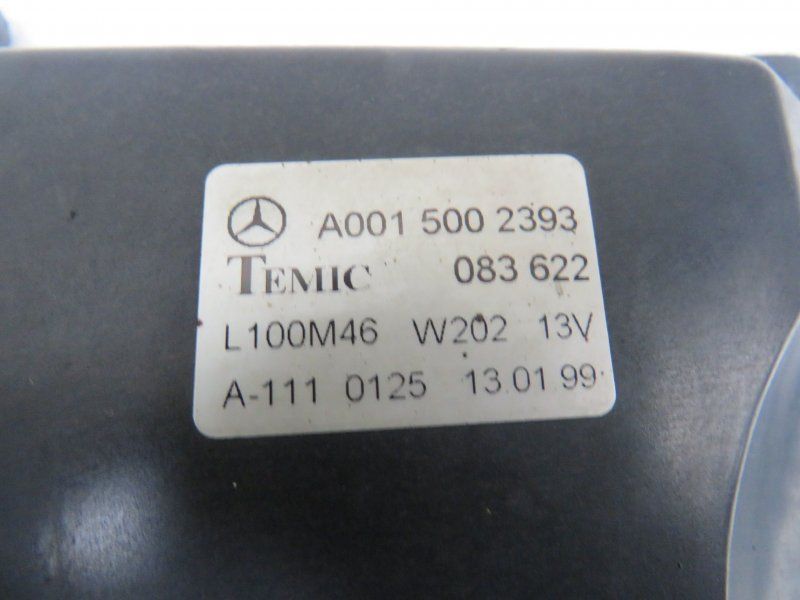 A001 500 2393
TEMIC 083 622
L100M46 W202 13V
A-111 0125 13.01.99